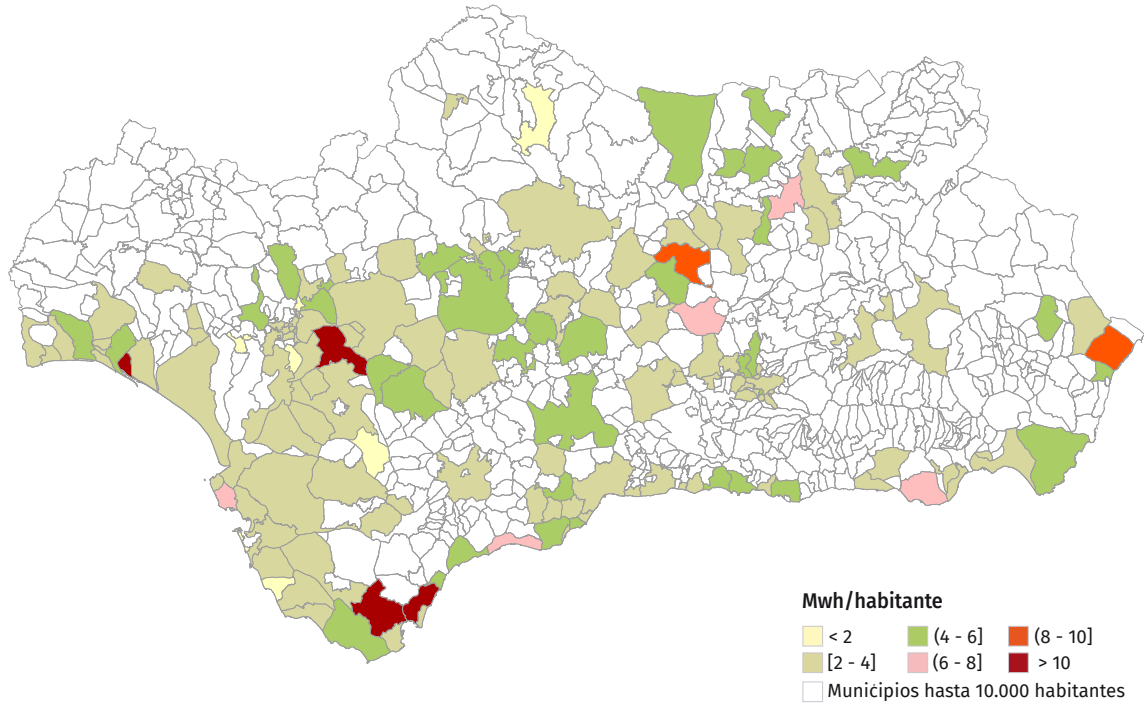 Mwh/habitante
< 2 (4 - 6] (8 - 10]
[2 - 4] (6 - 8] > 10
Municipios hasta 10.000 habitantes